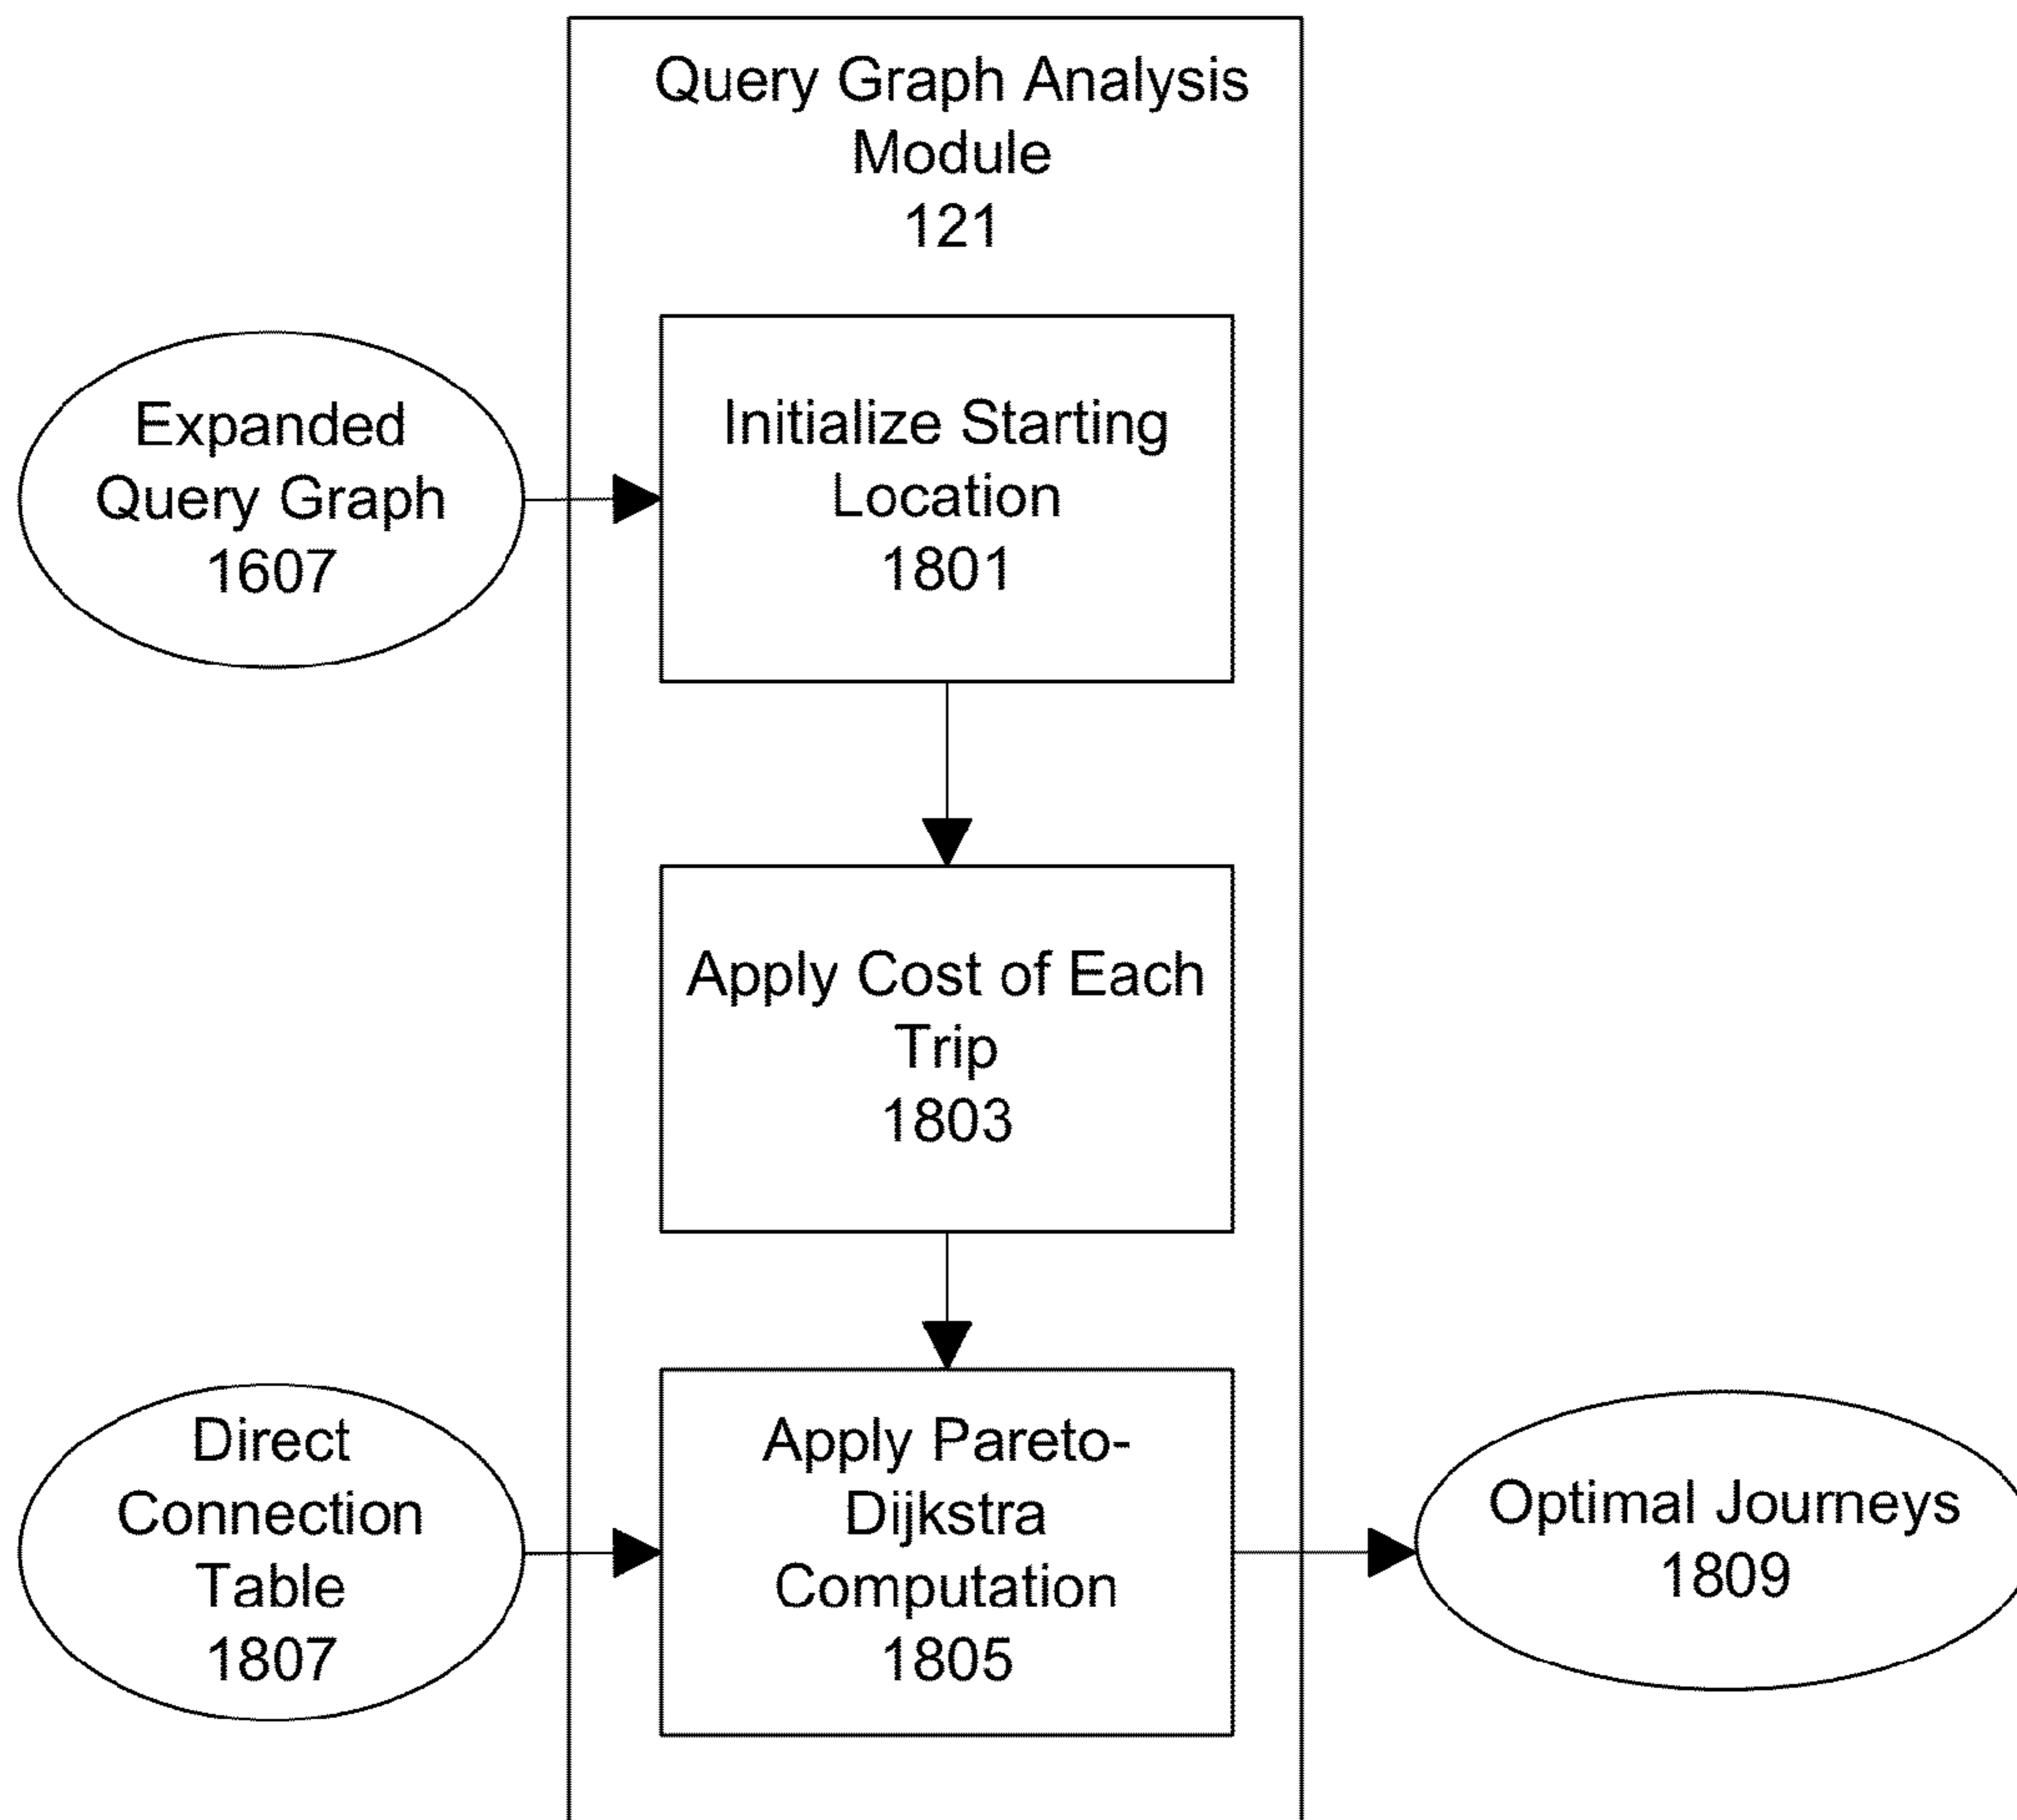 Query Graph Analysis
Module
121
Expanded
Query Graph
1607
Initialize Starting
Location
1801
Apply Cost of Each
Trip
1803
Direct
Connection
Table
1807
Apply Pareto-
Dijkstra
Computation
1805
Optimal Journeys
1809